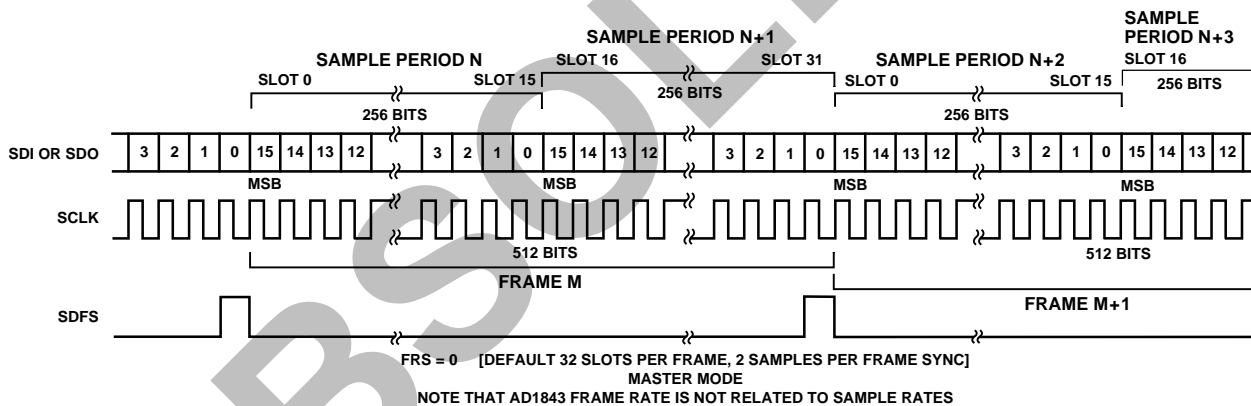 SAMPLE PERIOD N
SAMPLE PERIOD N+1
SAMPLE PERIOD N+2
SAMPLE
PERIOD N+3
SLOT 0 SLOT 15 SLOT 16 SLOT 31 SLOT 0 SLOT 15 SLOT 16
256 BITS 256 BITS 256 BITS 256 BITS
SDI OR SDO 3 2 1 0 15 14 13 12 3 2 1 0 15 14 13 12 3 2 1 0 15 14 13 12 3 2 1 0 15 14 13 12
MSB MSB MSB MSB
SCLK
512 BITS 512 BITS
FRAME M
FRAME M+1
SDFS
FRS = 0 [DEFAULT 32 SLOTS PER FRAME, 2 SAMPLES PER FRAME SYNC]
MASTER MODE
NOTE THAT AD1843 FRAME RATE IS NOT RELATED TO SAMPLE RATES
BSOL